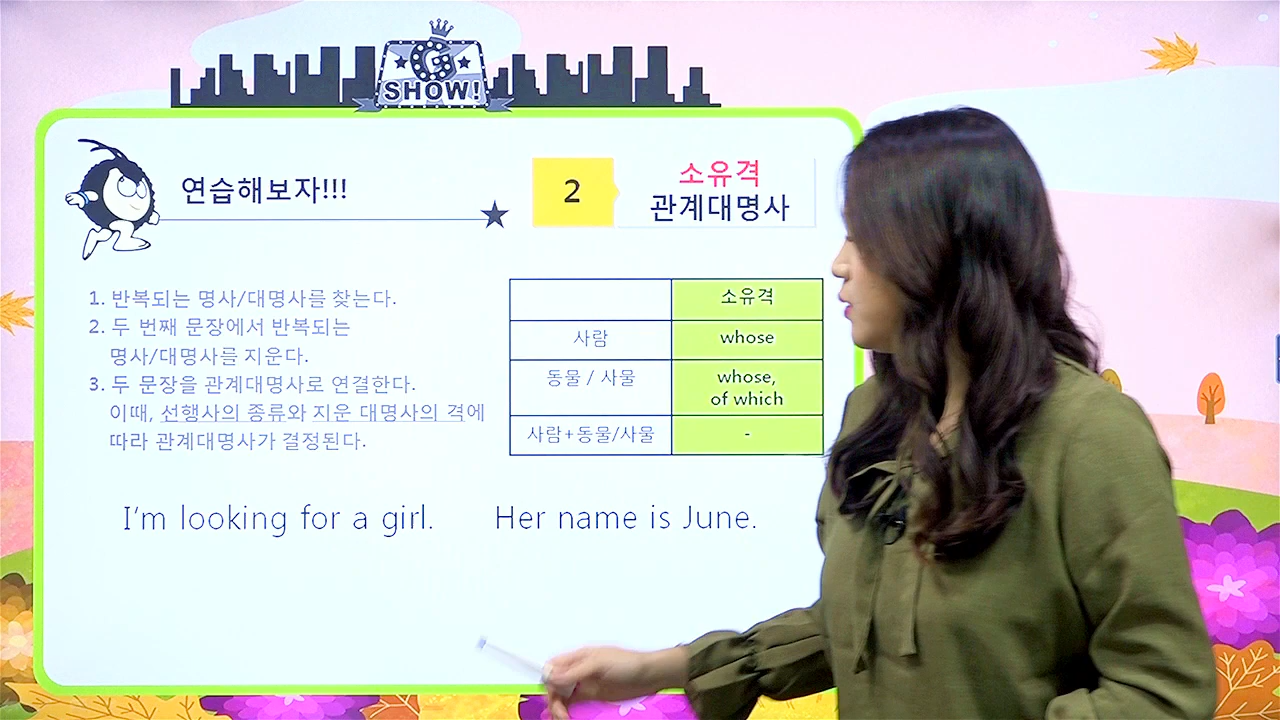 G
SHOW!
연습해보자!!!
2
소유격
관계대명사
1. 반복되는 명사/대명사를 찾는다.
2. 두 번째 문장에서 반복되는
명사/대명사를 지운다.
3. 두 문장을 관계대명사로 연결한다.
이때, 선행사의 종류와 지운 대명사의 격에
따라 관계대명사가 결정된다.
소유격
사람 whose
동물 / 사물 whose,
of which
사람+동물/사물 -
I'm looking for a girl. Her name is June.